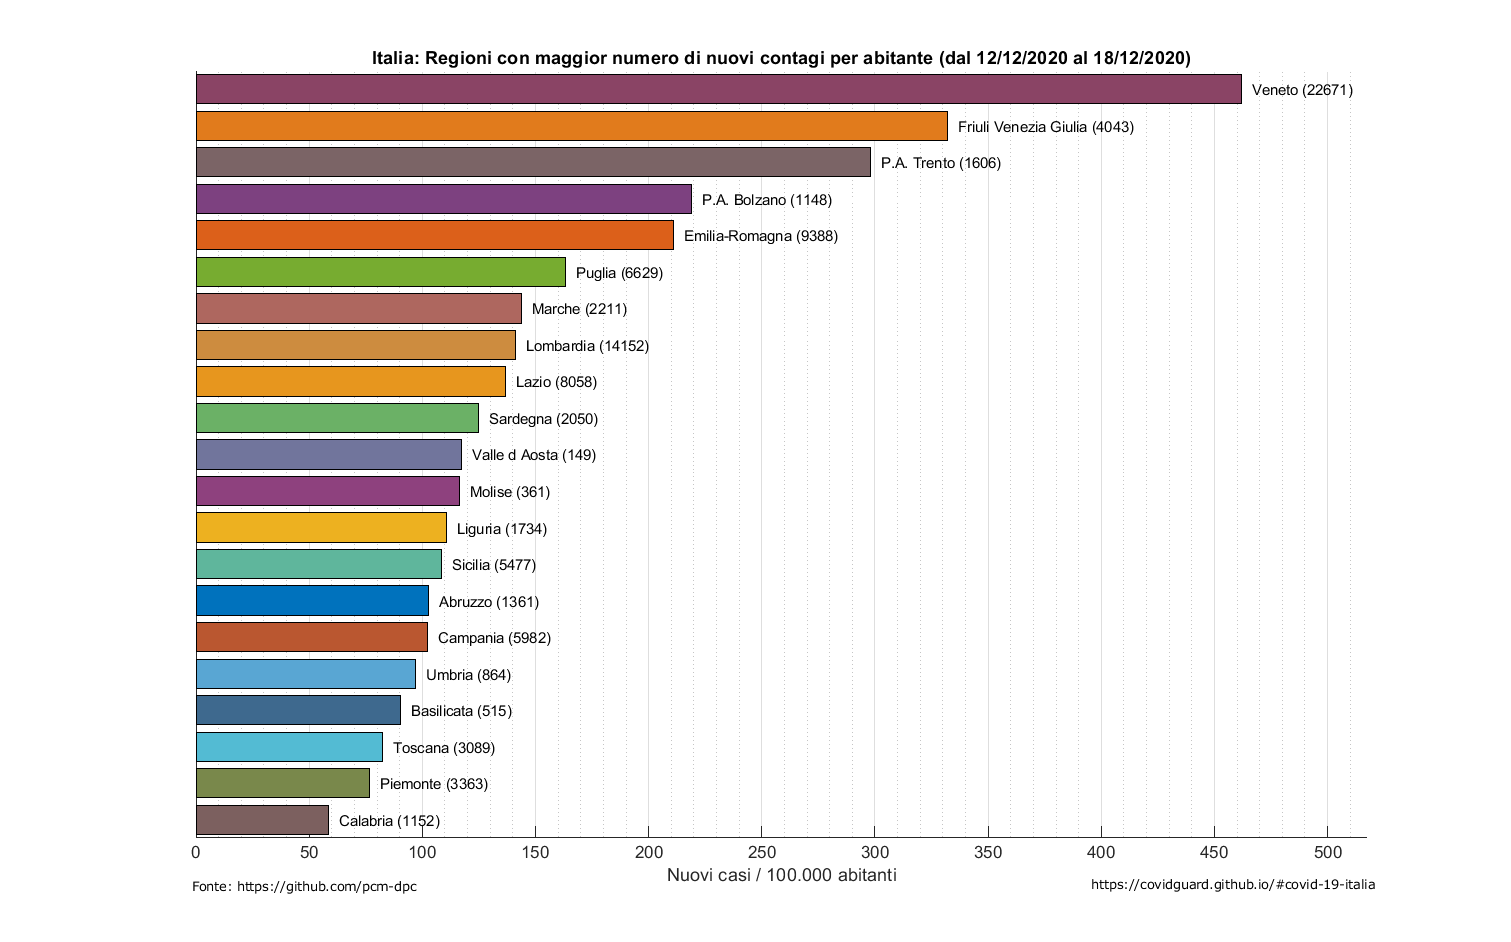 Italia: Regioni con maggior numero di nuovi contagi per abitante (dal 12/12/2020 al 18/12/2020)
Veneto (22671)
Friuli Venezia Giulia (4043)
P.A. Trento (1606)
P.A. Bolzano (1148)
Emilia-Romagna (9388)
Puglia (6629)
Marche (2211)
Lombardia (14152)
Lazio (8058)
Sardegna (2050)
Valle d Aosta (149)
Molise (361)
Liguria (1734)
Sicilia (5477)
Abruzzo (1361)
Campania (5982)
Umbria (864)
Basilicata (515)
Toscana (3089)
Piemonte (3363)
Calabria (1152)
0 50 100 150 200 250 300 350 400 450 500
Nuovi casi / 100.000 abitanti
Fonte: https://github.com/pcm-dpc
https://covidguard.github.io/#covid-19-italia